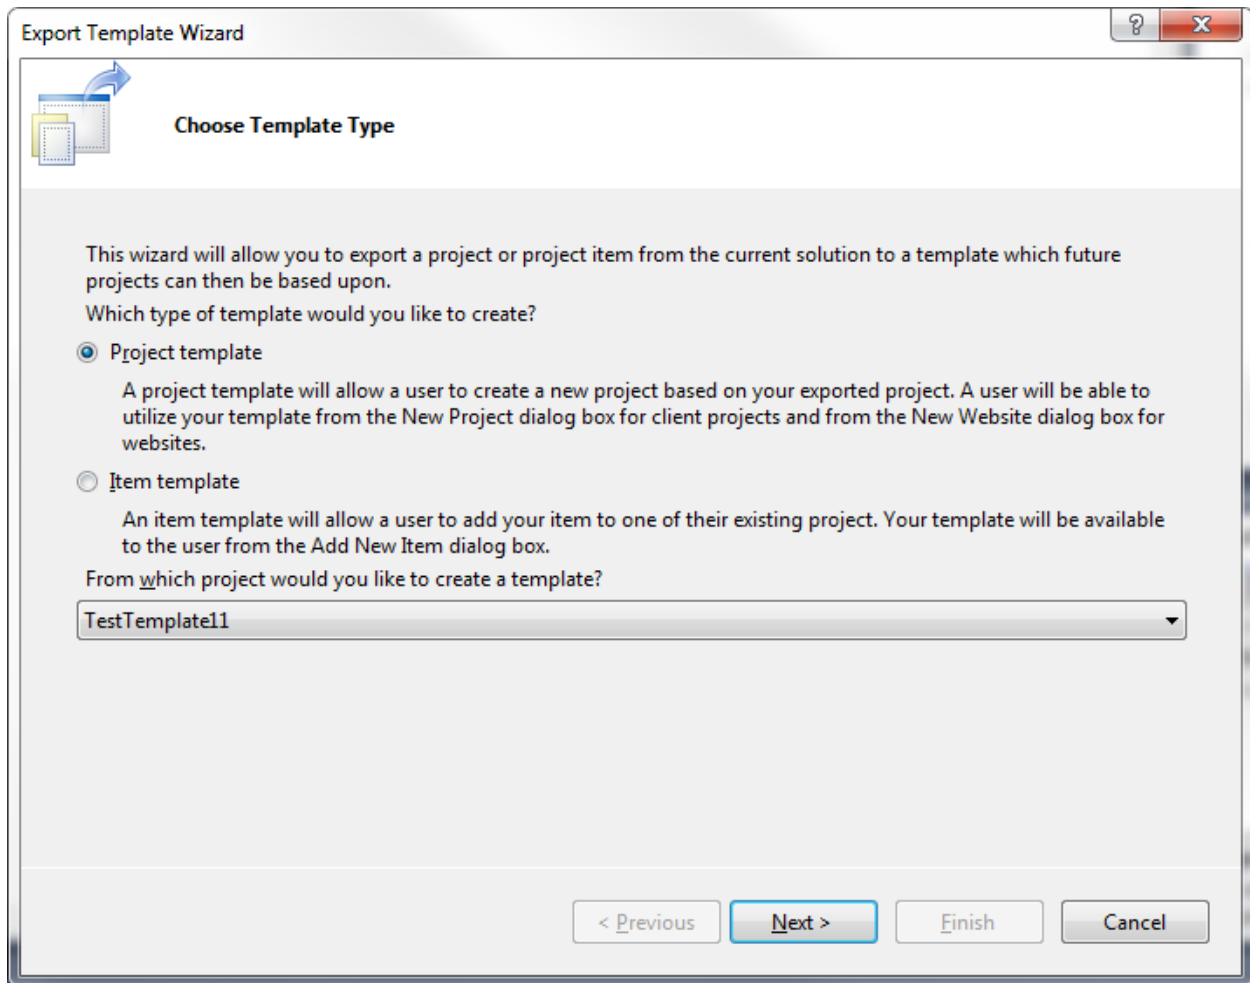 Export Template Wizard
?
X
Choose Template Type
This wizard will allow you to export a project or project item from the current solution to a template which future
projects can then be based upon.
Which type of template would you like to create?
Project template
A project template will allow a user to create a new project based on your exported project. A user will be able to
utilize your template from the New Project dialog box for client projects and from the New Website dialog box for
websites.
Item template
An item template will allow a user to add your item to one of their existing project. Your template will be available
to the user from the Add New Item dialog box.
From which project would you like to create a template?
TestTemplate11
< Previous
Next >
Finish
Cancel